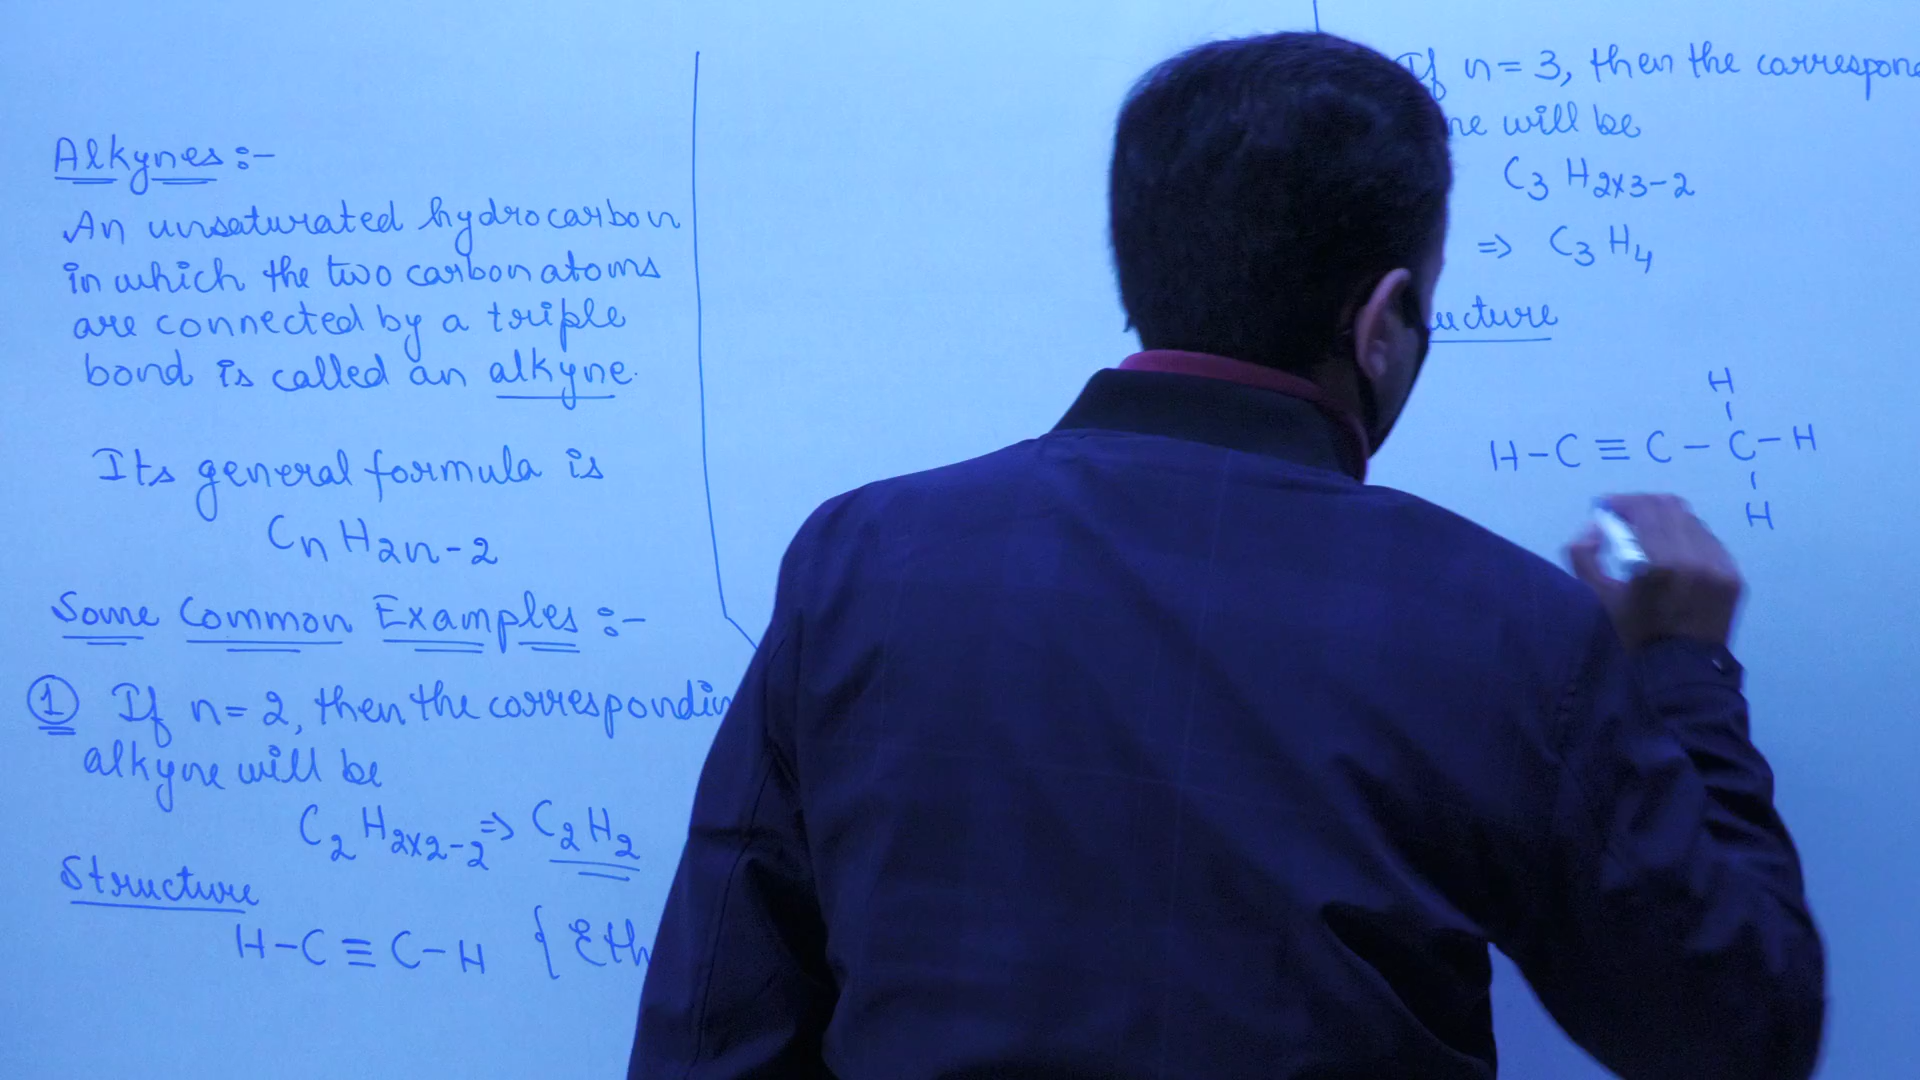 Alkynes :-
An unsaturated hydrocarbon
in which the two carbon atoms
are connected by a triple
bond is called an alkyne.
Its general formula is
CnH2n-2
Some Common Examples :-
① If n=2, then the corresponding
alkyne will be
C2H2x2-2 => C2H2
Structure
H-C≡C-H { Eth
If n=3, then the correspon
ne will be
C3H2x3-2
=> C3H4
ucture
H
H-C≡C-C-H
H